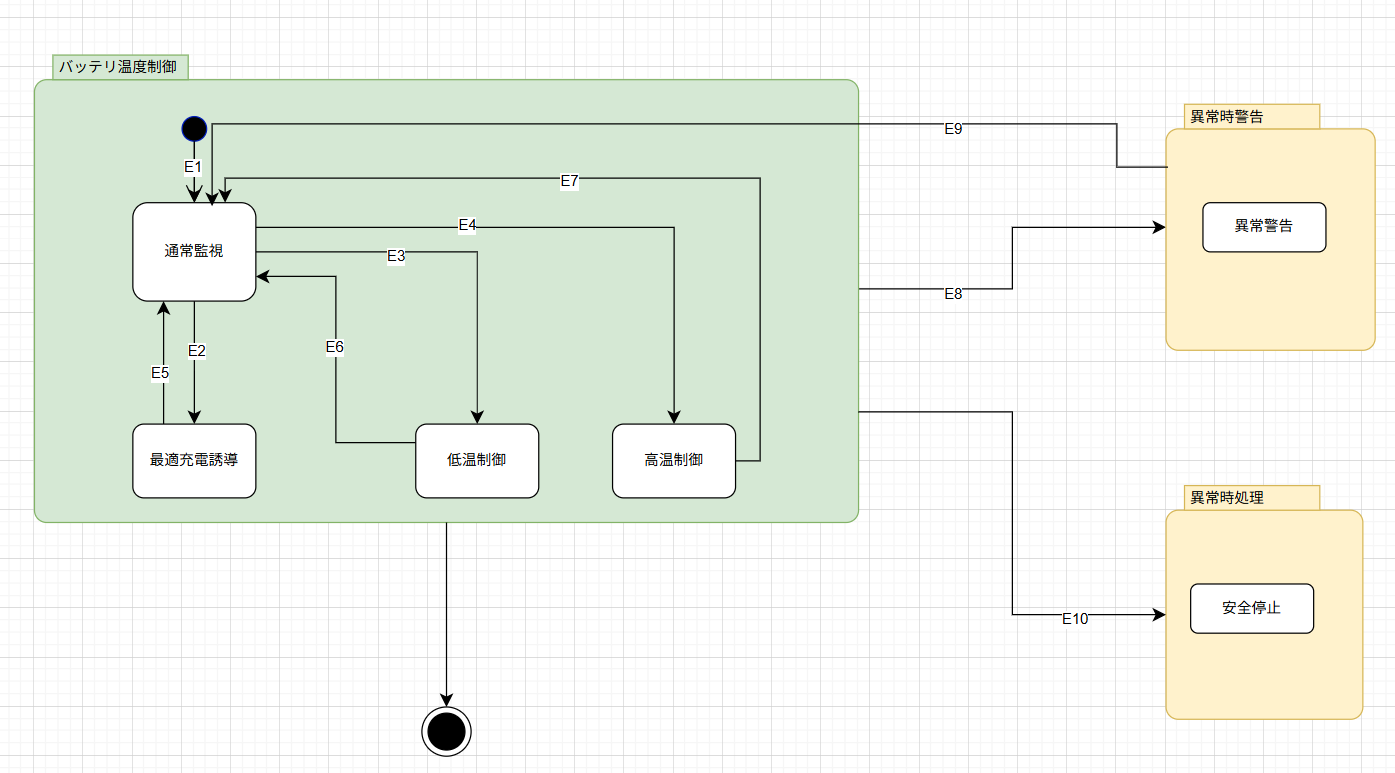 バッテリ温度制御
異常時警告
E9
E1
E7
E4
異常警告
通常監視
E3
E8
E6
E2
E5
最適充電誘導
低温制御
高温制御
異常時処理
安全停止
E10